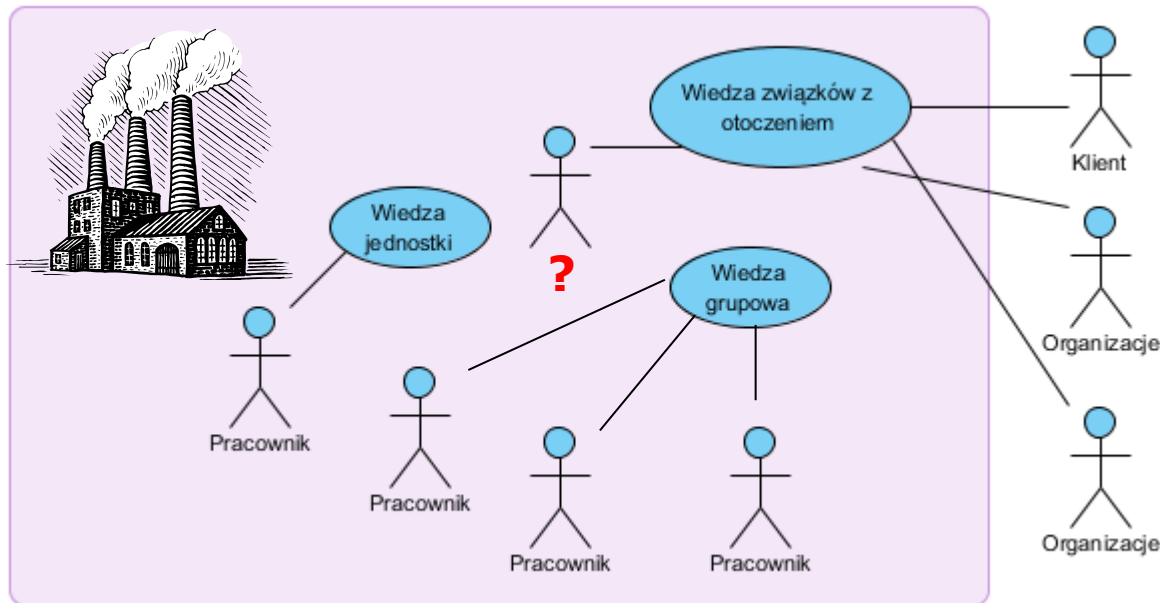 Wiedza związków z
otoczeniem
Klient
Wiedza
jednostki
?
Wiedza
grupowa
Organizacje
Pracownik
Pracownik
Pracownik
Pracownik
Organizacje